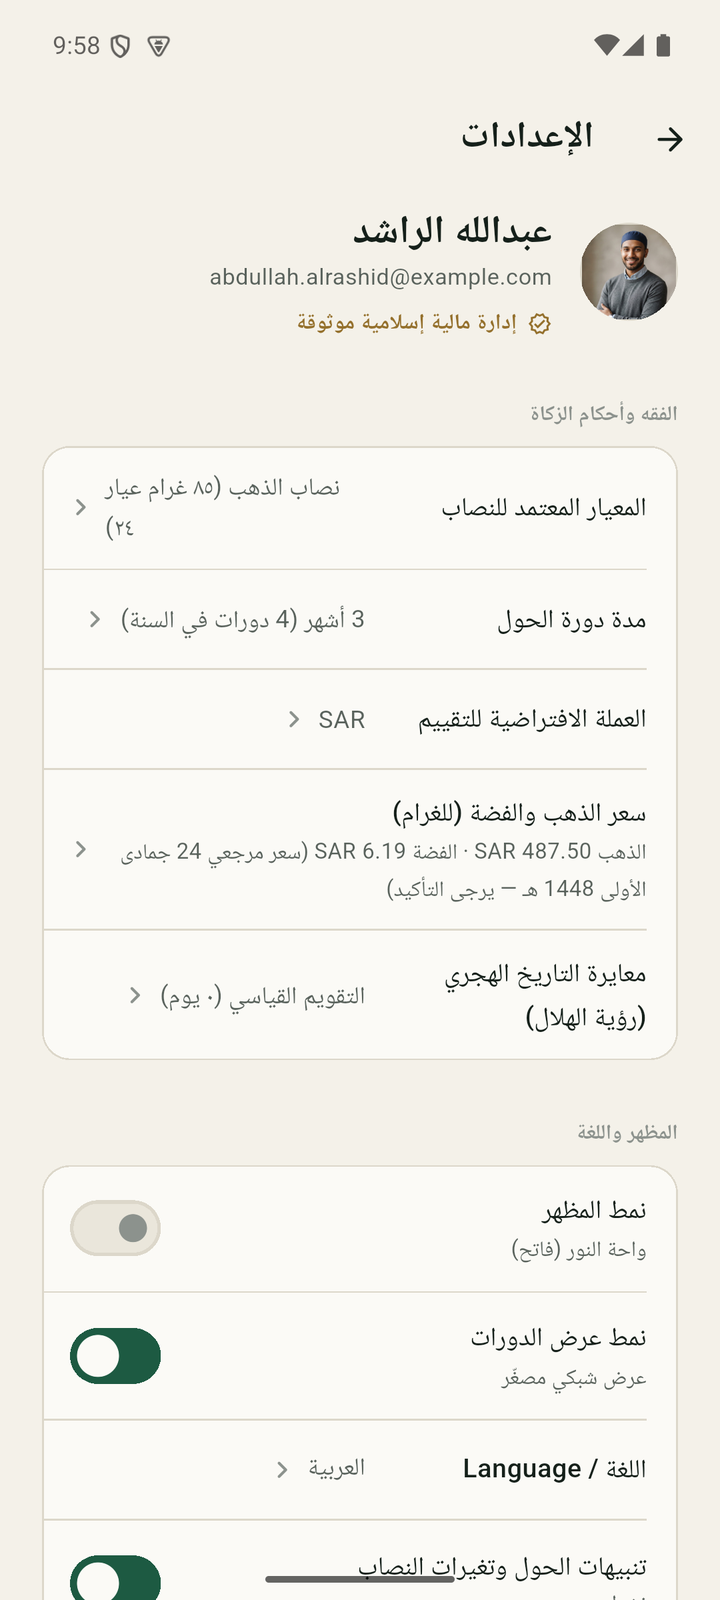 9:58
الإعدادات
عبدالله الراشد
abdullah.alrashid@example.com
إدارة مالية إسلامية موثوقة
الفقه وأحكام الزكاة
المعيار المعتمد للنصاب
نصاب الذهب (٨٥ غرام عيار
٢٤)
مدة دورة الحول
3 أشهر (4 دورات في السنة)
العملة الافتراضية للتقييم
SAR
سعر الذهب والفضة (للغرام)
الذهب 487.50 SAR · الفضة 6.19 SAR (سعر مرجعي 24 جمادى
الأولى 1448 هـ — يرجى التأكيد)
معايرة التاريخ الهجري
(رؤية الهلال)
التقويم القياسي (٠ يوم)
المظهر واللغة
نمط المظهر
واحة النور (فاتح)
نمط عرض الدورات
عرض شبكي مصغّر
اللغة / Language
العربية
تنبيهات الحول وتغيرات النصاب